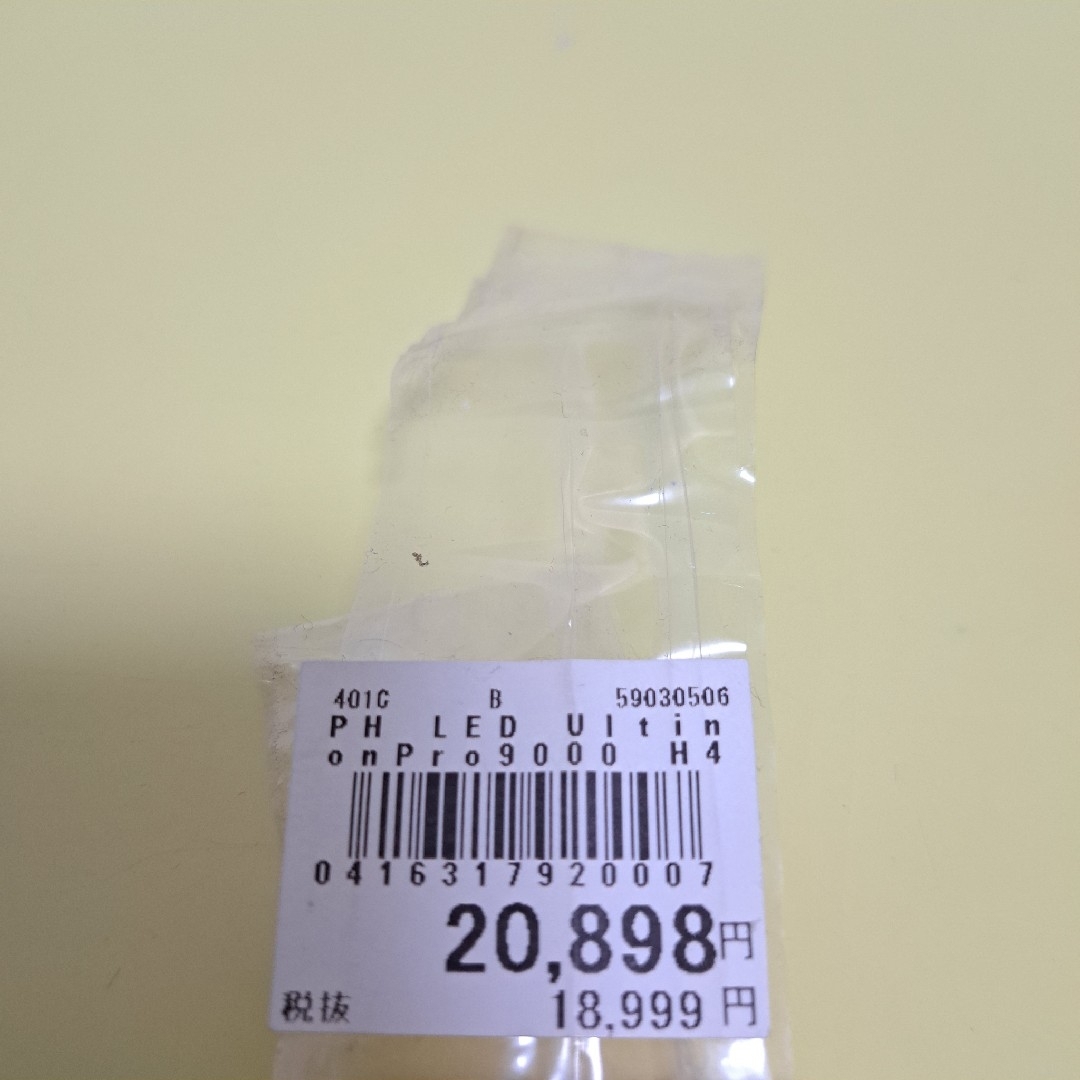 401C B 59030506
PH LED Ultin
onPro9000 H4
0416317920007
20,898円
税抜 18,999円